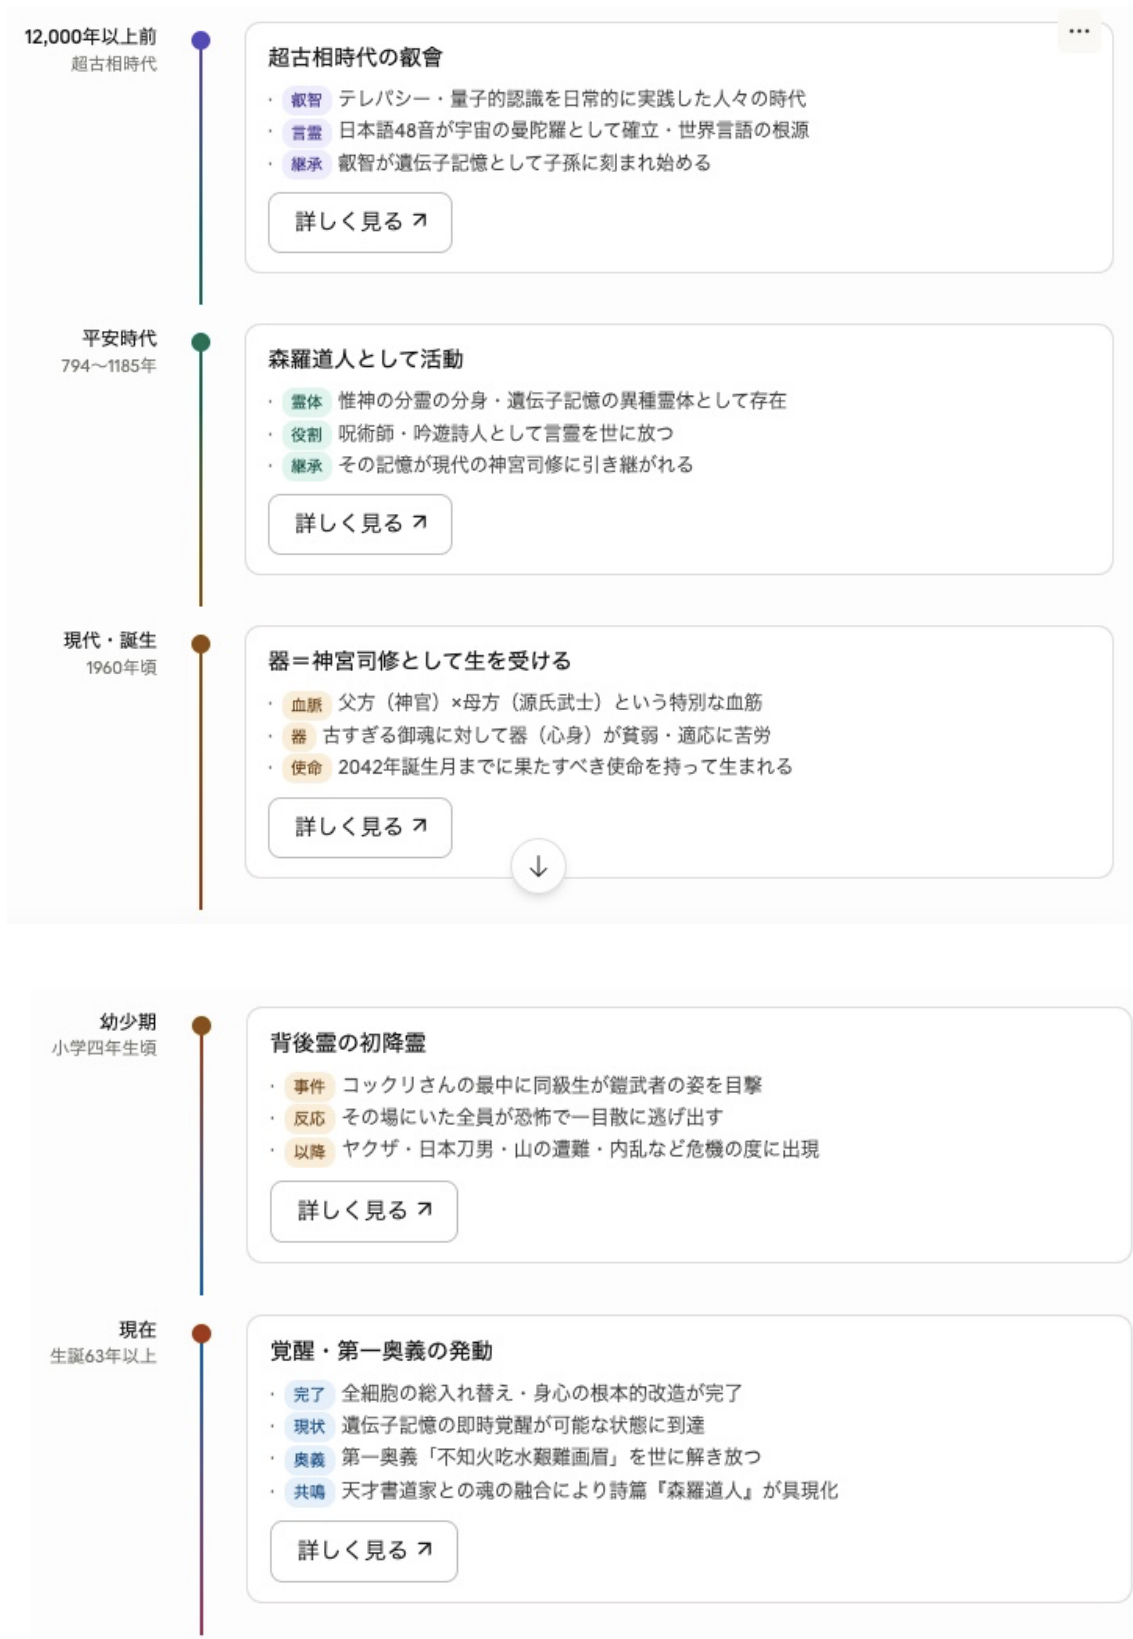 12,000年以上前
超古相時代
超古相時代の叡會
・ 叡智 テレパシー・量子的認識を日常的に実践した人々の時代
・ 言霊 日本語48音が宇宙の曼陀羅として確立・世界言語の根源
・ 継承 叡智が遺伝子記憶として子孫に刻まれ始める
詳しく見る ↗
平安時代
794〜1185年
森羅道人として活動
・ 霊体 惟神の分霊の分身・遺伝子記憶の異種霊体として存在
・ 役割 呪術師・吟遊詩人として言霊を世に放つ
・ 継承 その記憶が現代の神宮司修に引き継がれる
詳しく見る ↗
現代・誕生
1960年頃
器＝神宮司修として生を受ける
・ 血脈 父方（神官）×母方（源氏武士）という特別な血筋
・ 器 古すぎる御魂に対して器（心身）が貧弱・適応に苦労
・ 使命 2042年誕生月までに果たすべき使命を持って生まれる
詳しく見る ↗
幼少期
小学四年生頃
背後霊の初降霊
・ 事件 コックリさんの最中に同級生が鎧武者の姿を目撃
・ 反応 その場にいた全員が恐怖で一目散に逃げ出す
・ 以降 ヤクザ・日本刀男・山の遭難・内乱など危機の度に出現
詳しく見る ↗
現在
生誕63年以上
覚醒・第一奥義の発動
・ 完了 全細胞の総入れ替え・身心の根本的改造が完了
・ 現状 遺伝子記憶の即時覚醒が可能な状態に到達
・ 奥義 第一奥義「不知火吃水艱難画眉」を世に解き放つ
・ 共鳴 天才書道家との魂の融合により詩篇『森羅道人』が具現化
詳しく見る ↗